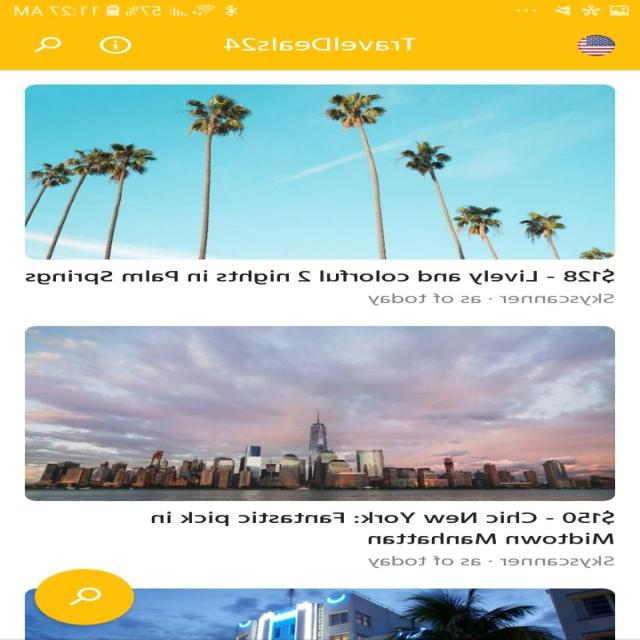 57% 11:27 AM
TravelDeals24
$128 - Lively and colorful 2 nights in Palm Springs
Skyscanner · as of today
$150 - Chic New York: Fantastic pick in
Midtown Manhattan
Skyscanner · as of today